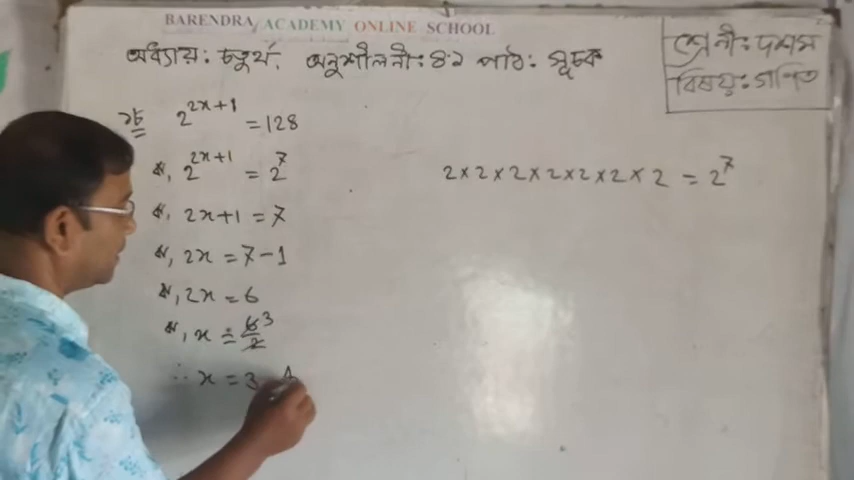 BARENDRA ACADEMY ONLINE SCHOOL
শ্রেনী: দশম
বিষয়: গণিত
অধ্যায়: চতুর্থ. অনুশীলনী: ৪.১ পাঠ: সূচক
2^{2x+1} = 128
বা, 2^{2x+1} = 2^7
2×2×2×2×2×2×2 = 2^7
বা, 2x+1 = 7
বা, 2x = 7-1
বা, 2x = 6
বা, x = 6/2 3
∴ x = 3